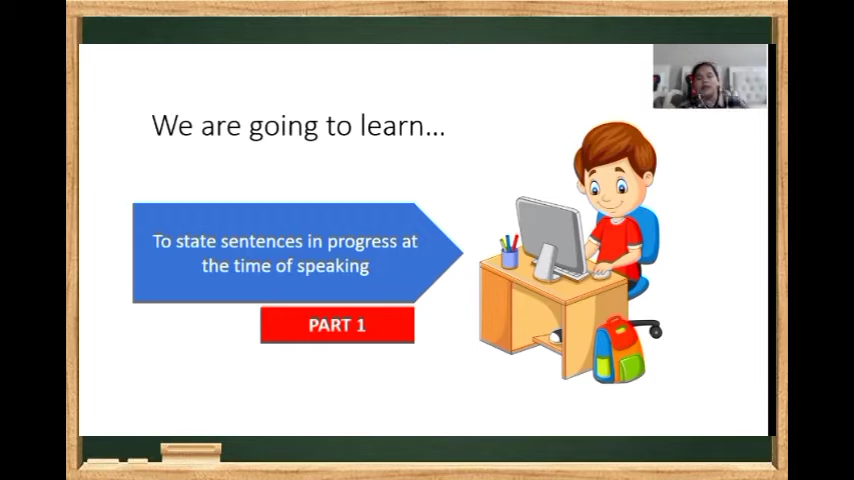 We are going to learn...
To state sentences in progress at
the time of speaking
PART 1